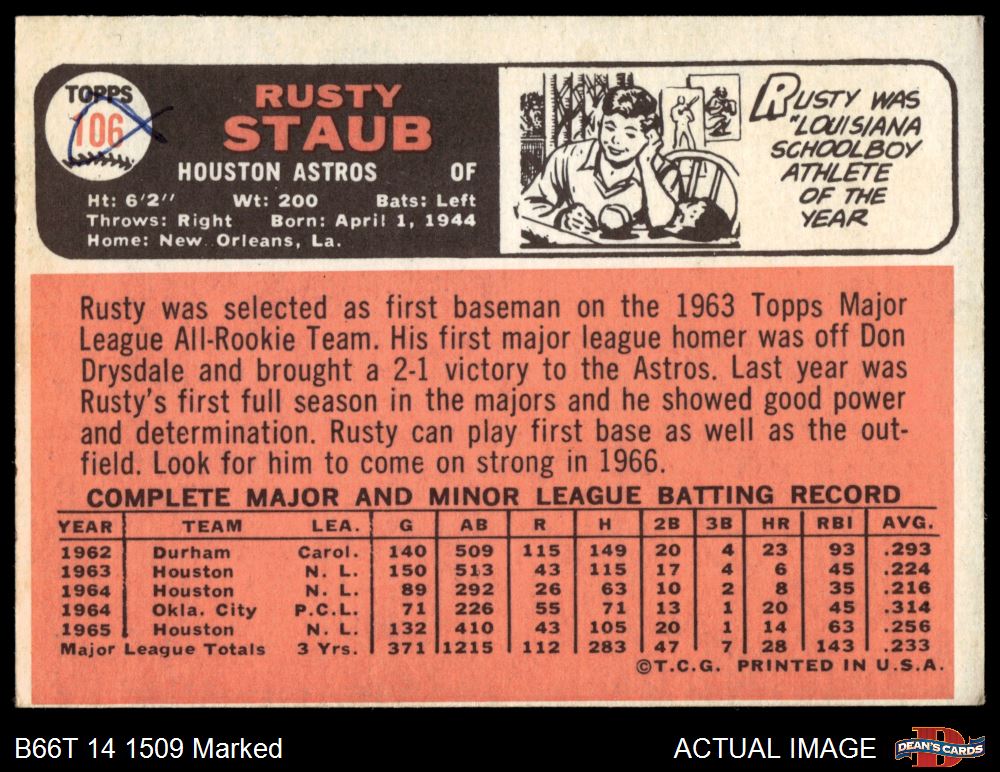 TOPPS
106
RUSTY
STAUB
HOUSTON ASTROS OF
Ht: 6'2" Wt: 200 Bats: Left
Throws: Right Born: April 1, 1944
Home: New Orleans, La.
RUSTY WAS
"LOUISIANA
SCHOOLBOY
ATHLETE
OF THE
YEAR
Rusty was selected as first baseman on the 1963 Topps Major
League All-Rookie Team. His first major league homer was off Don
Drysdale and brought a 2-1 victory to the Astros. Last year was
Rusty's first full season in the majors and he showed good power
and determination. Rusty can play first base as well as the out-
field. Look for him to come on strong in 1966.
COMPLETE MAJOR AND MINOR LEAGUE BATTING RECORD
YEAR TEAM LEA. G AB R H 2B 3B HR RBI AVG.
1962 Durham Carol. 140 509 115 149 20 4 23 93 .293
1963 Houston N. L. 150 513 43 115 17 4 6 45 .224
1964 Houston N. L. 89 292 26 63 10 2 8 35 .216
1964 Okla. City P.C.L. 71 226 55 71 13 1 20 45 .314
1965 Houston N. L. 132 410 43 105 20 1 14 63 .256
Major League Totals 3 Yrs. 371 1215 112 283 47 7 28 143 .233
©T.C.G. PRINTED IN U.S.A.
B66T 14 1509 Marked
ACTUAL IMAGE
DEAN'S CARDS